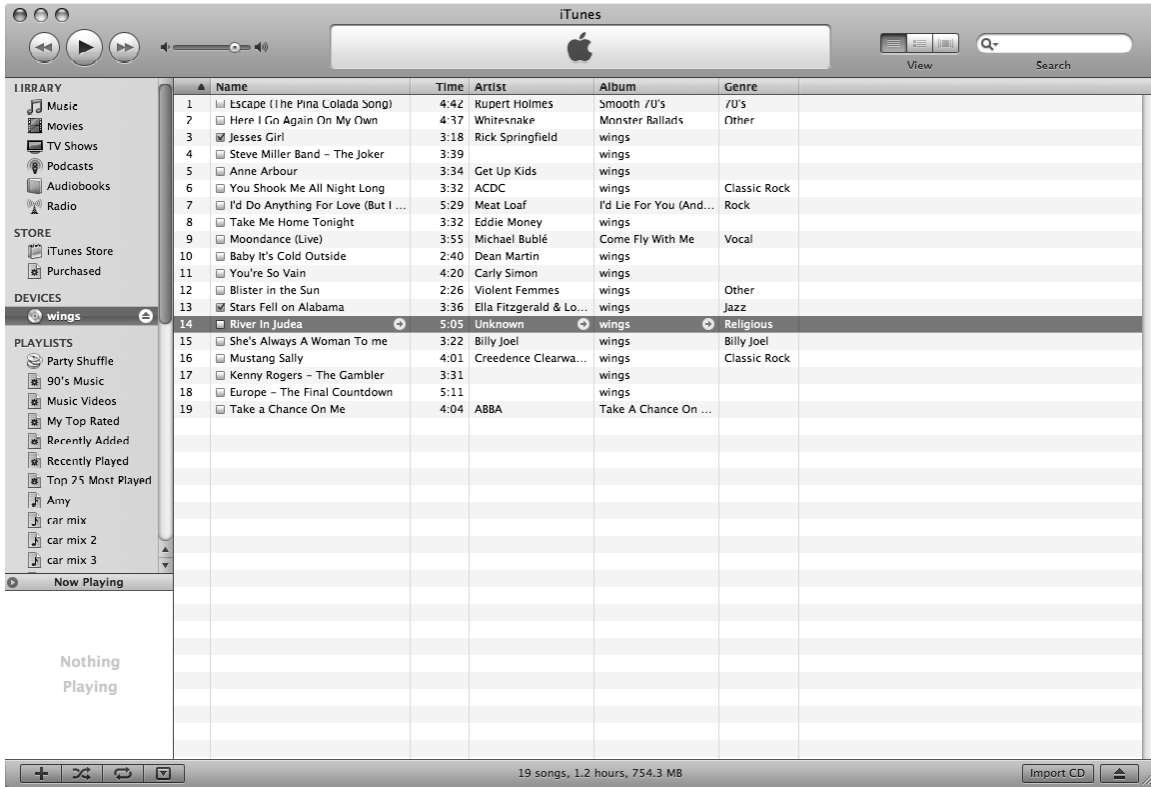 iTunes
View
Search
LIBRARY
Music
Movies
TV Shows
Podcasts
Audiobooks
Radio
STORE
iTunes Store
Purchased
DEVICES
wings
PLAYLISTS
Party Shuffle
90's Music
Music Videos
My Top Rated
Recently Added
Recently Played
Top 25 Most Played
Amy
car mix
car mix 2
car mix 3
Now Playing
Nothing
Playing
Name Time Artist Album Genre
1 Escape (The Pina Colada Song) 4:42 Rupert Holmes Smooth 70's 70's
2 Here I Go Again On My Own 4:37 Whitesnake Monster Ballads Other
3 Jesses Girl 3:18 Rick Springfield wings
4 Steve Miller Band – The Joker 3:39 wings
5 Anne Arbour 3:34 Get Up Kids wings
6 You Shook Me All Night Long 3:32 ACDC wings Classic Rock
7 I'd Do Anything For Love (But I ... 5:29 Meat Loaf I'd Lie For You (And... Rock
8 Take Me Home Tonight 3:32 Eddie Money wings
9 Moondance (Live) 3:55 Michael Bublé Come Fly With Me Vocal
10 Baby It's Cold Outside 2:40 Dean Martin wings
11 You're So Vain 4:20 Carly Simon wings
12 Blister in the Sun 2:26 Violent Femmes wings Other
13 Stars Fell on Alabama 3:36 Ella Fitzgerald & Lo... wings Jazz
14 River In Judea 5:05 Unknown wings Religious
15 She's Always A Woman To me 3:22 Billy Joel wings Billy Joel
16 Mustang Sally 4:01 Creedence Clearwa... wings Classic Rock
17 Kenny Rogers – The Gambler 3:31 wings
18 Europe – The Final Countdown 5:11 wings
19 Take a Chance On Me 4:04 ABBA Take A Chance On ...
19 songs, 1.2 hours, 754.3 MB
Import CD